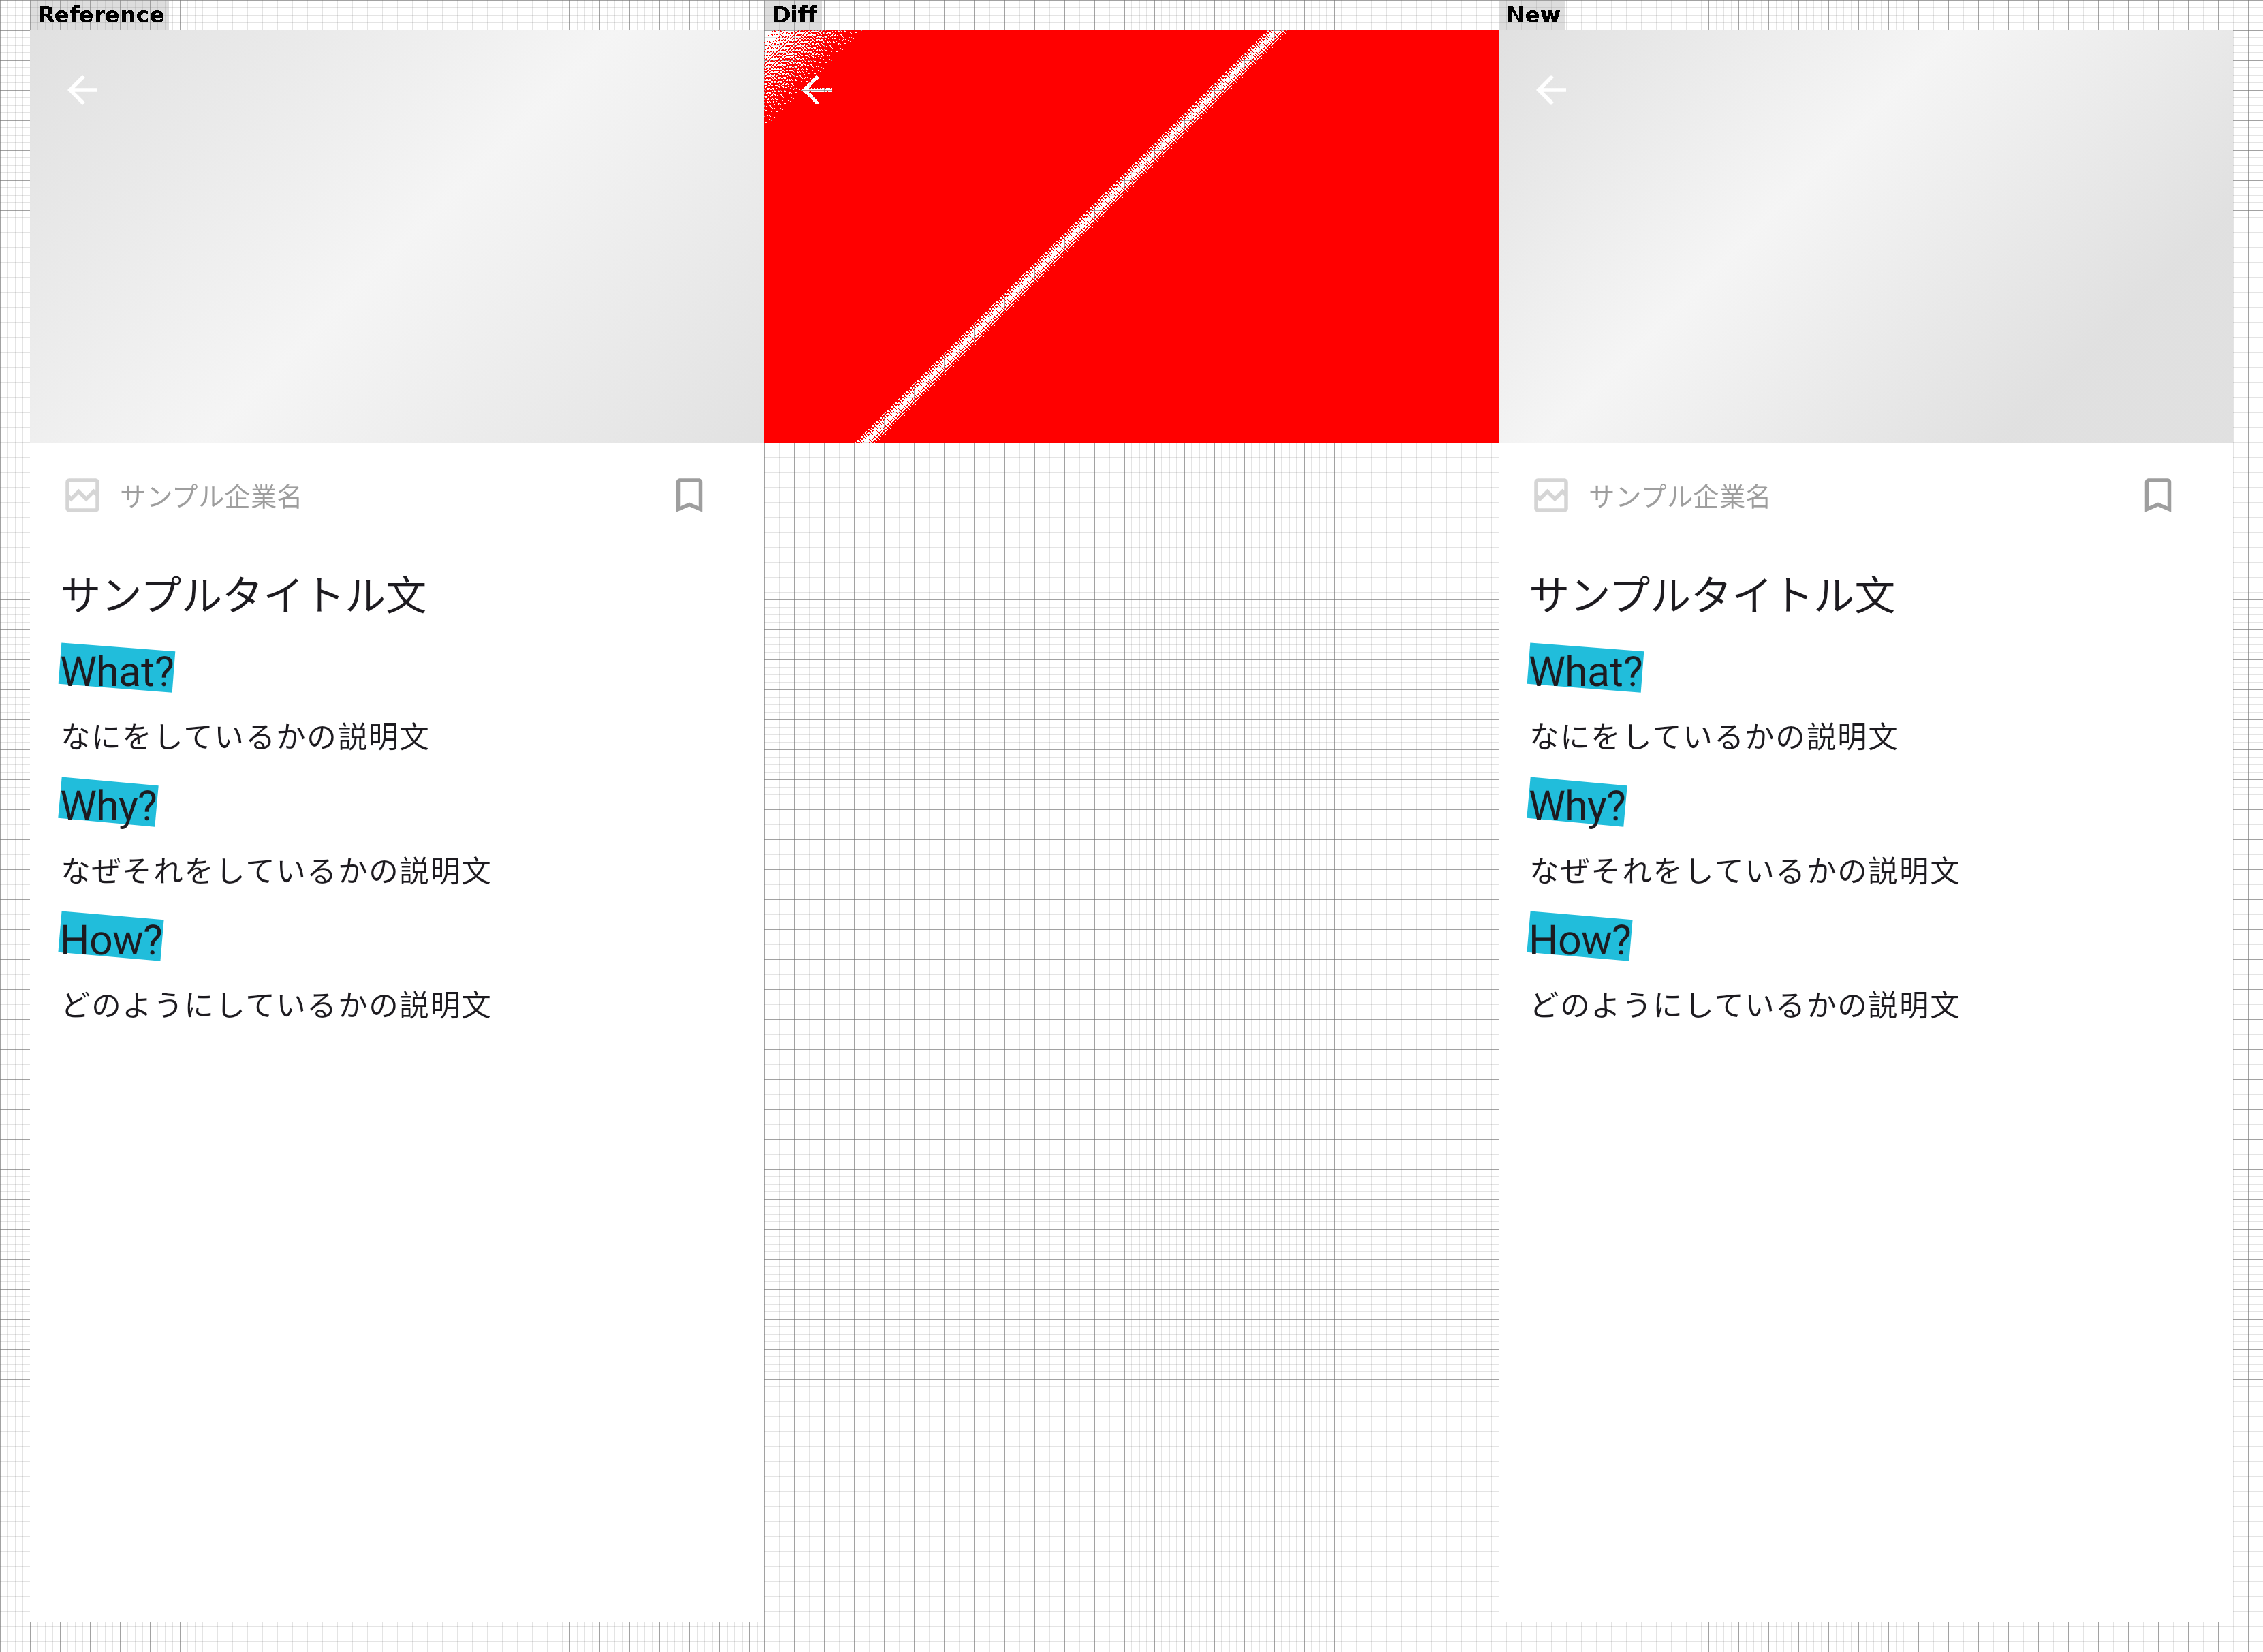 Reference
サンプル企業名
サンプルタイトル文
What?
なにをしているかの説明文
Why?
なぜそれをしているかの説明文
How?
どのようにしているかの説明文
Diff
New
サンプル企業名
サンプルタイトル文
What?
なにをしているかの説明文
Why?
なぜそれをしているかの説明文
How?
どのようにしているかの説明文